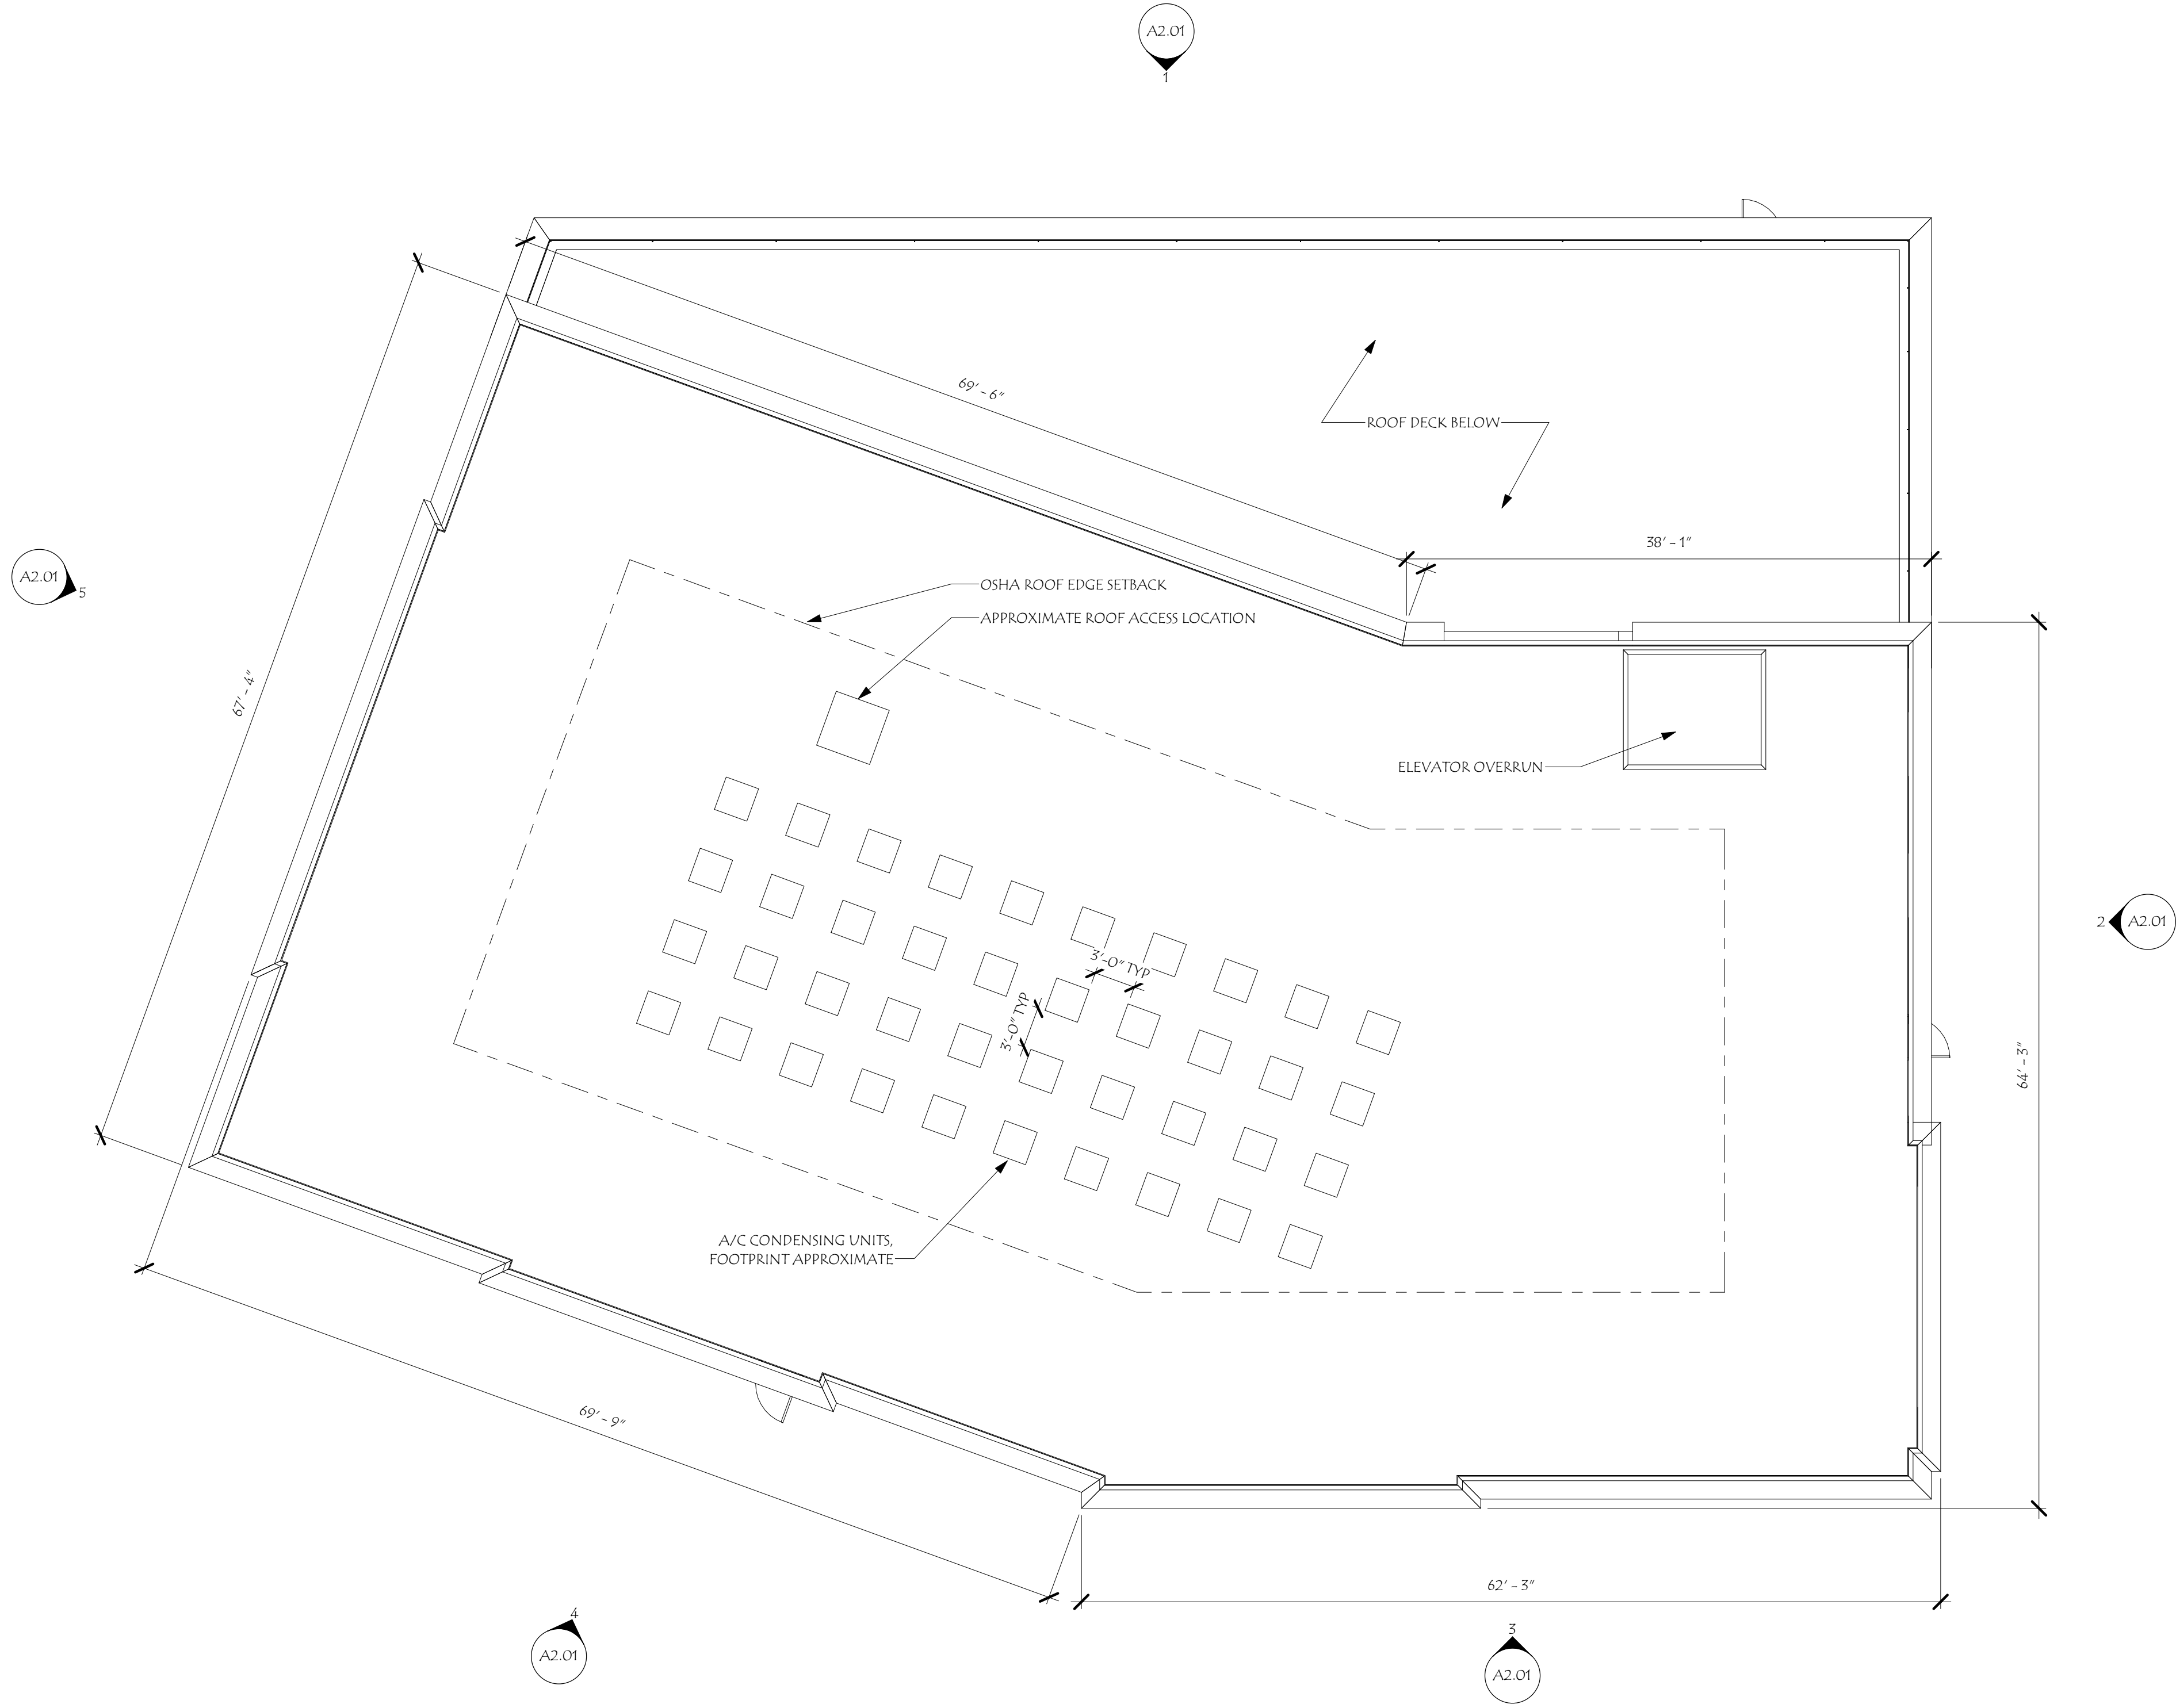 A2.01
1
69' - 6"
ROOF DECK BELOW
38' - 1"
A2.01
5
OSHA ROOF EDGE SETBACK
APPROXIMATE ROOF ACCESS LOCATION
67' - 4"
ELEVATOR OVERRUN
2
A2.01
3'-0" TYP
3'-0" TYP
64' - 3"
A/C CONDENSING UNITS,
FOOTPRINT APPROXIMATE
69' - 9"
62' - 3"
4
A2.01
3
A2.01